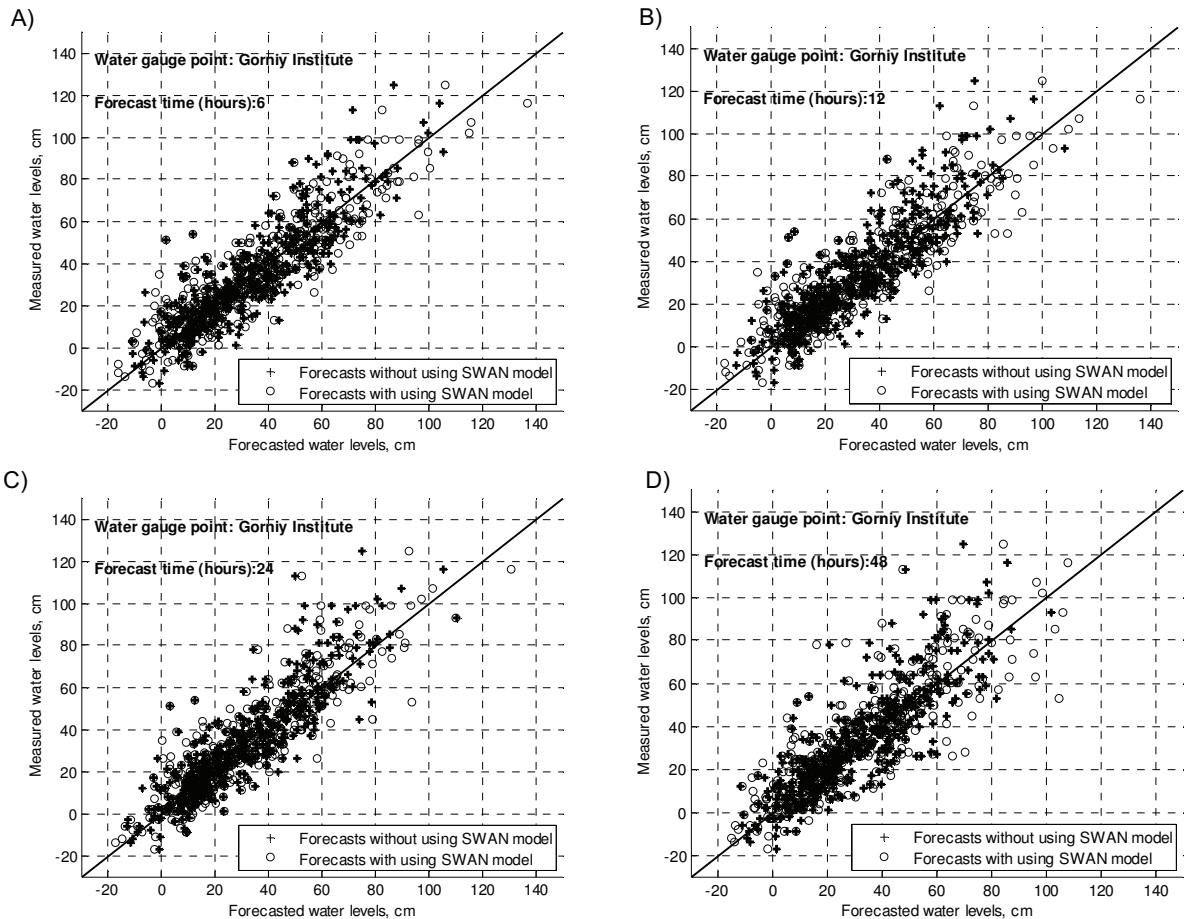 A)
Water gauge point: Gorniy Institute
Forecast time (hours):6
Measured water levels, cm
140
120
100
80
60
40
20
0
-20
+ Forecasts without using SWAN model
○ Forecasts with using SWAN model
-20 0 20 40 60 80 100 120 140
Forecasted water levels, cm
B)
Water gauge point: Gorniy Institute
Forecast time (hours):12
Measured water levels, cm
140
120
100
80
60
40
20
0
-20
+ Forecasts without using SWAN model
○ Forecasts with using SWAN model
-20 0 20 40 60 80 100 120 140
Forecasted water levels, cm
C)
Water gauge point: Gorniy Institute
Forecast time (hours):24
Measured water levels, cm
140
120
100
80
60
40
20
0
-20
+ Forecasts without using SWAN model
○ Forecasts with using SWAN model
-20 0 20 40 60 80 100 120 140
Forecasted water levels, cm
D)
Water gauge point: Gorniy Institute
Forecast time (hours):48
Measured water levels, cm
140
120
100
80
60
40
20
0
-20
+ Forecasts without using SWAN model
○ Forecasts with using SWAN model
-20 0 20 40 60 80 100 120 140
Forecasted water levels, cm